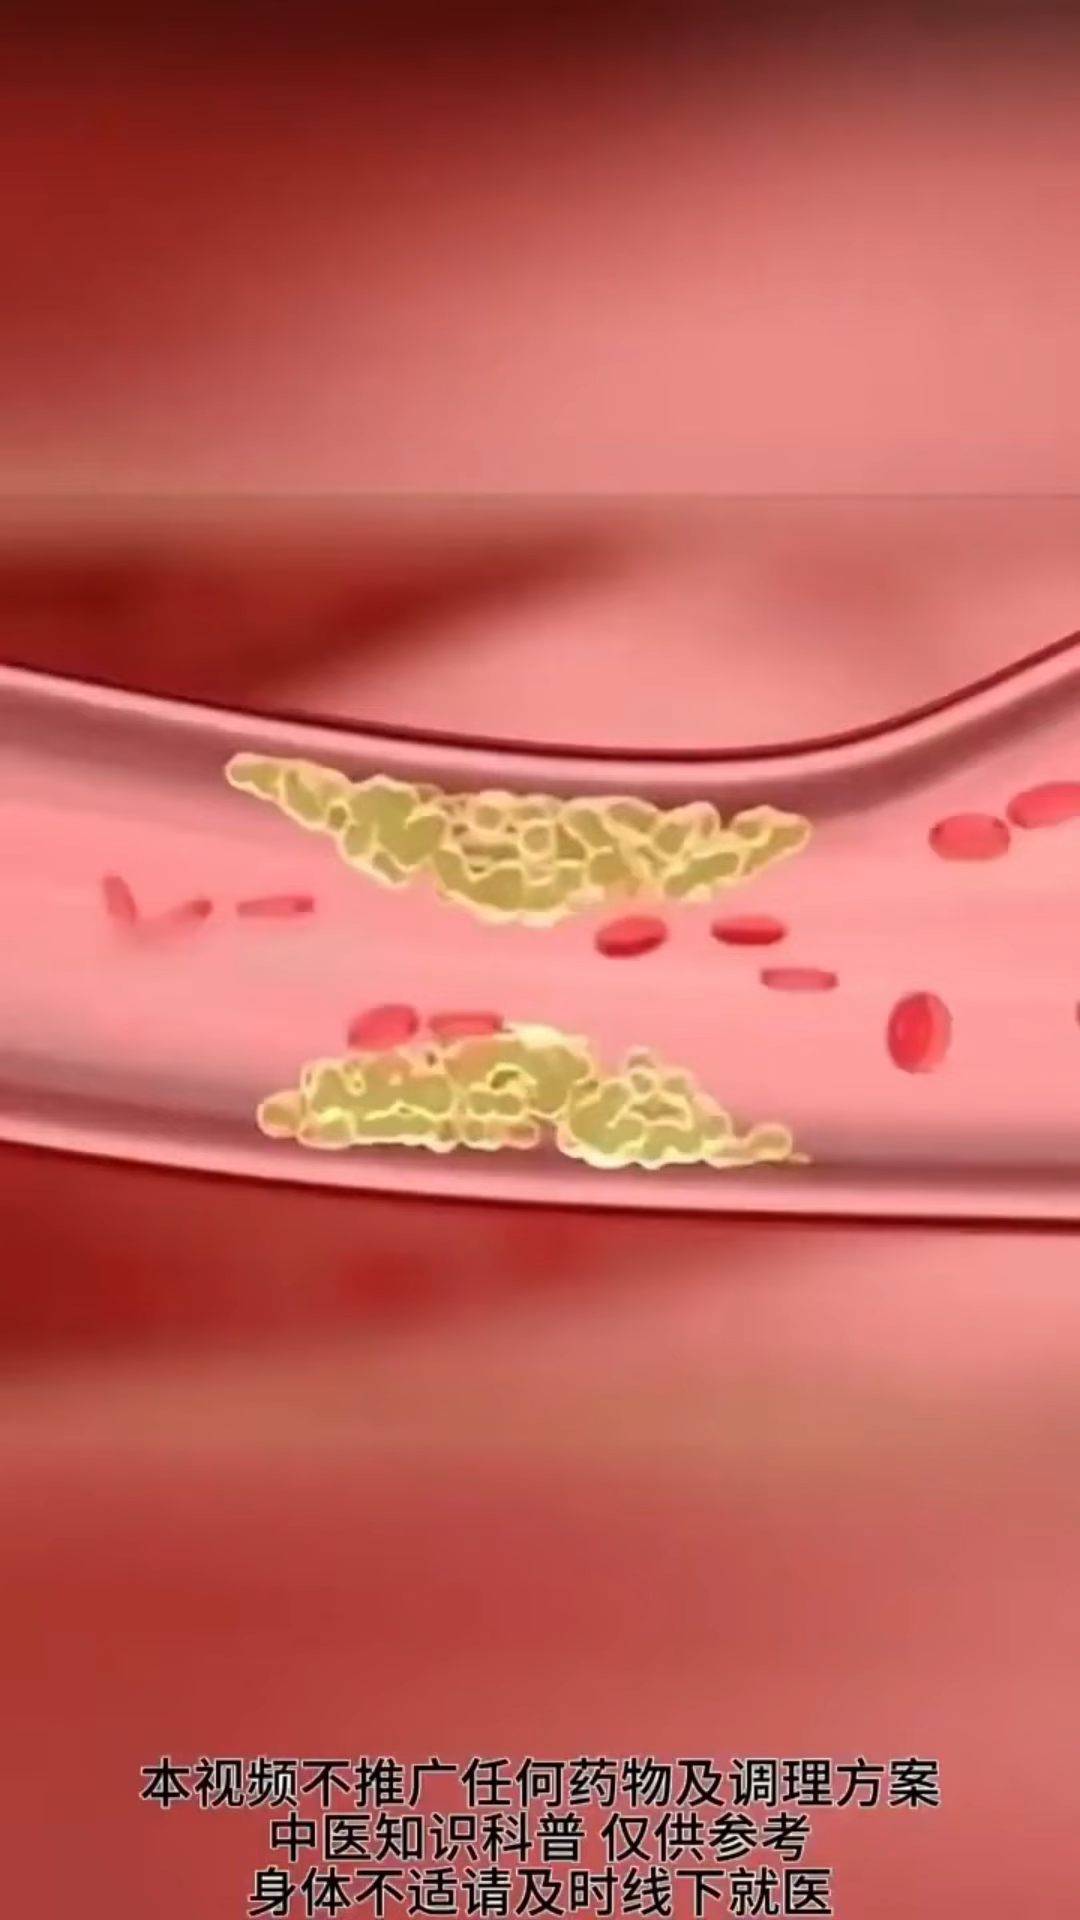 本视频不推广任何药物及调理方案
中医知识科普 仅供参考
身体不适请及时线下就医